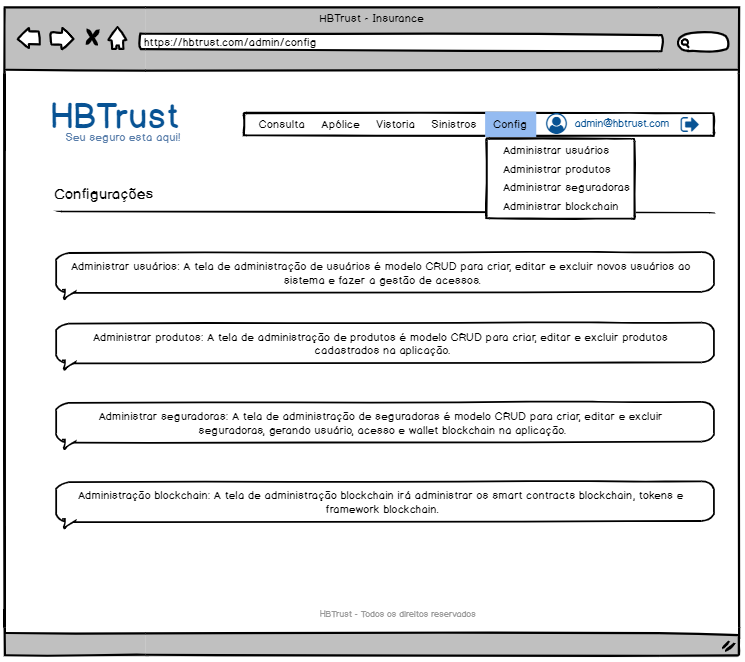 HBTrust - Insurance
https://hbtrust.com/admin/config
HBTrust
Seu seguro esta aqui!
Consulta Apólice Vistoria Sinistros Config admin@hbtrust.com
Administrar usuários
Administrar produtos
Administrar seguradoras
Administrar blockchain
Configurações
Administrar usuários: A tela de administração de usuários é modelo CRUD para criar, editar e excluir novos usuários ao
sistema e fazer a gestão de acessos.
Administrar produtos: A tela de administração de produtos é modelo CRUD para criar, editar e excluir produtos
cadastrados na aplicação.
Administrar seguradoras: A tela de administração de seguradoras é modelo CRUD para criar, editar e excluir
seguradoras, gerando usuário, acesso e wallet blockchain na aplicação.
Administração blockchain: A tela de administração blockchain irá administrar os smart contracts blockchain, tokens e
framework blockchain.
HBTrust - Todos os direitos reservados